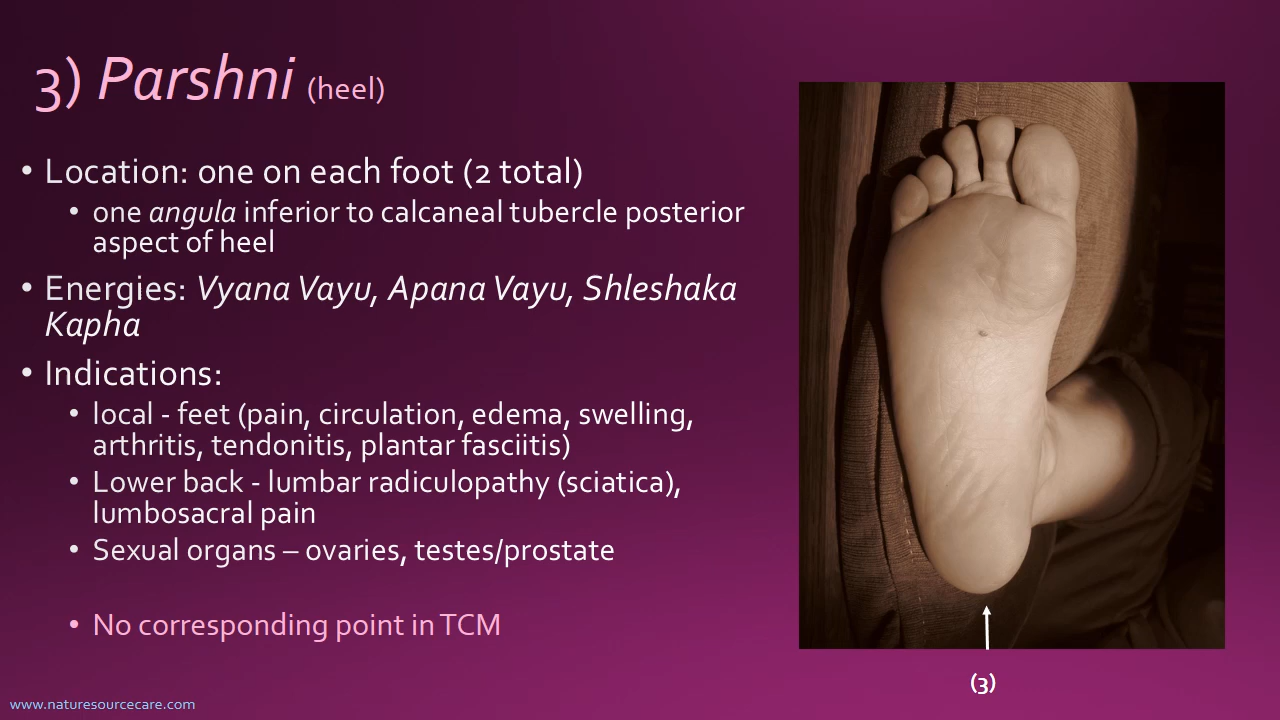 3) Parshni (heel)
• Location: one on each foot (2 total)
• one angula inferior to calcaneal tubercle posterior
aspect of heel
• Energies: Vyana Vayu, Apana Vayu, Shleshaka
Kapha
• Indications:
• local - feet (pain, circulation, edema, swelling,
arthritis, tendonitis, plantar fasciitis)
• Lower back - lumbar radiculopathy (sciatica),
lumbosacral pain
• Sexual organs – ovaries, testes/prostate
• No corresponding point in TCM
(3)
www.naturesourcecare.com